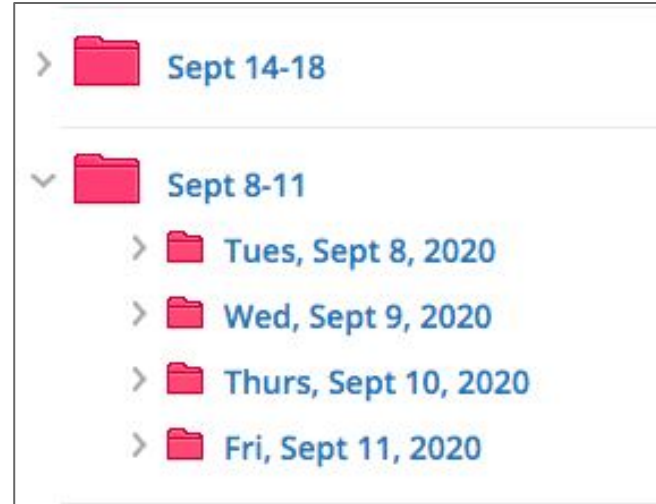 Sept 14-18
Sept 8-11
Tues, Sept 8, 2020
Wed, Sept 9, 2020
Thurs, Sept 10, 2020
Fri, Sept 11, 2020